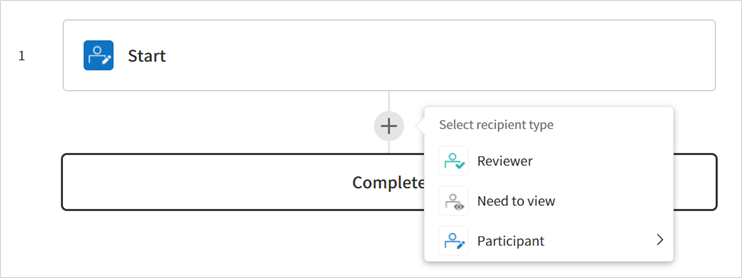 1
Start
Select recipient type
Reviewer
Complete
Need to view
Participant